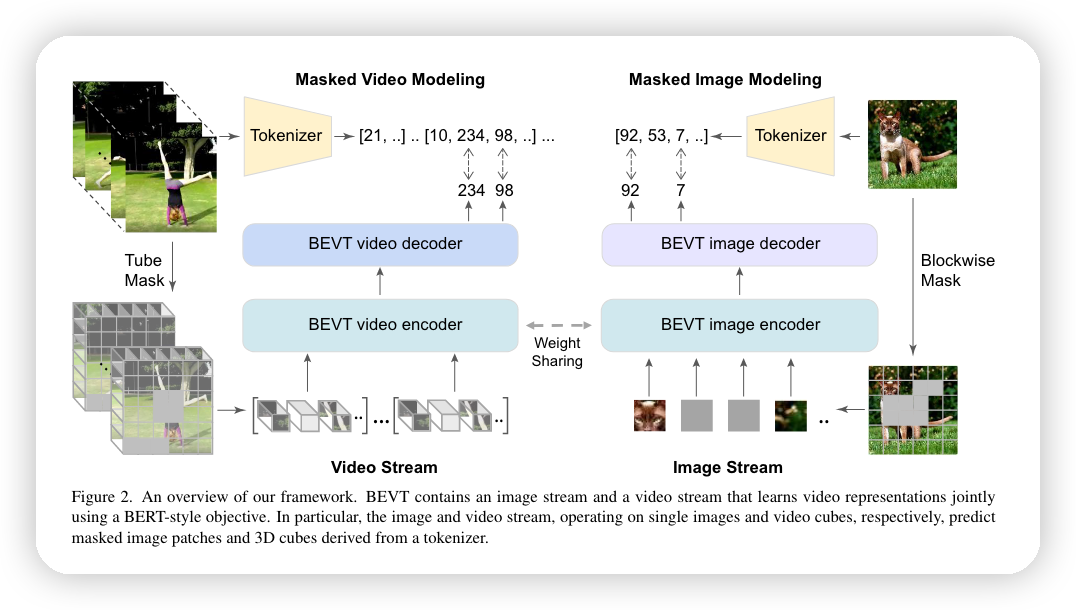 Masked Video Modeling
Masked Image Modeling
Tokenizer
[21, ..] .. [10, 234, 98, ..] ...
[92, 53, 7, ..]
Tokenizer
234 98
92 7
BEVT video decoder
BEVT image decoder
Tube
Mask
Blockwise
Mask
BEVT video encoder
BEVT image encoder
Weight
Sharing
[ .. ] ... [ .. ]
..
Video Stream
Image Stream
Figure 2. An overview of our framework. BEVT contains an image stream and a video stream that learns video representations jointly
using a BERT-style objective. In particular, the image and video stream, operating on single images and video cubes, respectively, predict
masked image patches and 3D cubes derived from a tokenizer.